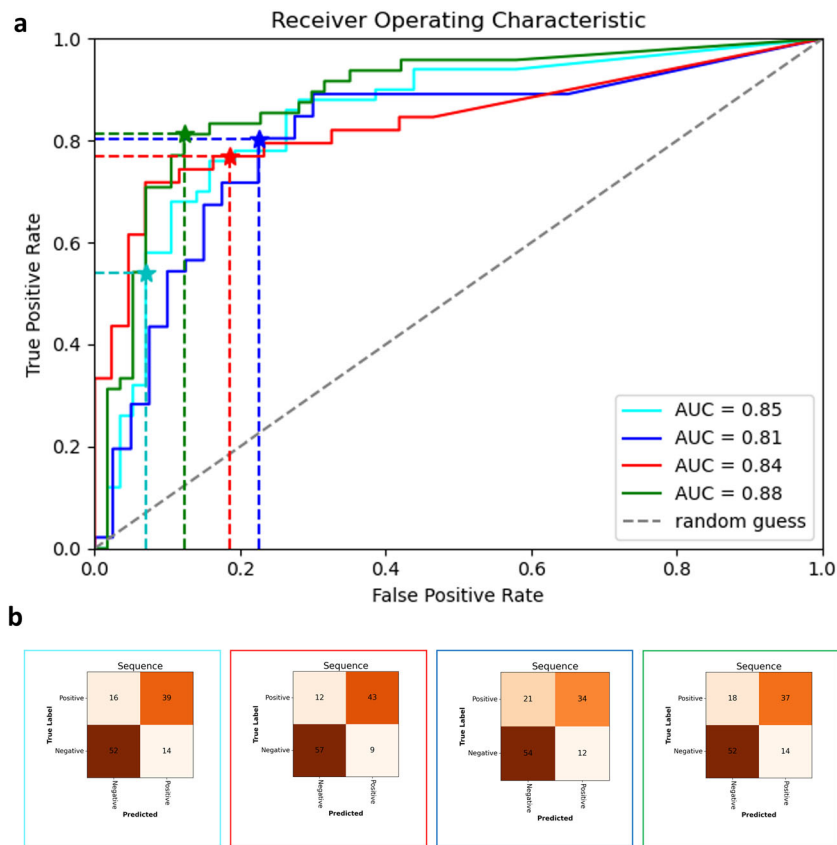 a
Receiver Operating Characteristic
1.0
0.8
0.6
0.4
0.2
0.0
True Positive Rate
AUC = 0.85
AUC = 0.81
AUC = 0.84
AUC = 0.88
random guess
0.0 0.2 0.4 0.6 0.8 1.0
False Positive Rate
b
Sequence
Positive
16 39
True Label
Negative
52 14
Negative
Positive
Predicted
Sequence
Positive
12 43
True Label
Negative
57 9
Negative
Positive
Predicted
Sequence
Positive
21 34
True Label
Negative
54 12
Negative
Positive
Predicted
Sequence
Positive
18 37
True Label
Negative
52 14
Negative
Positive
Predicted